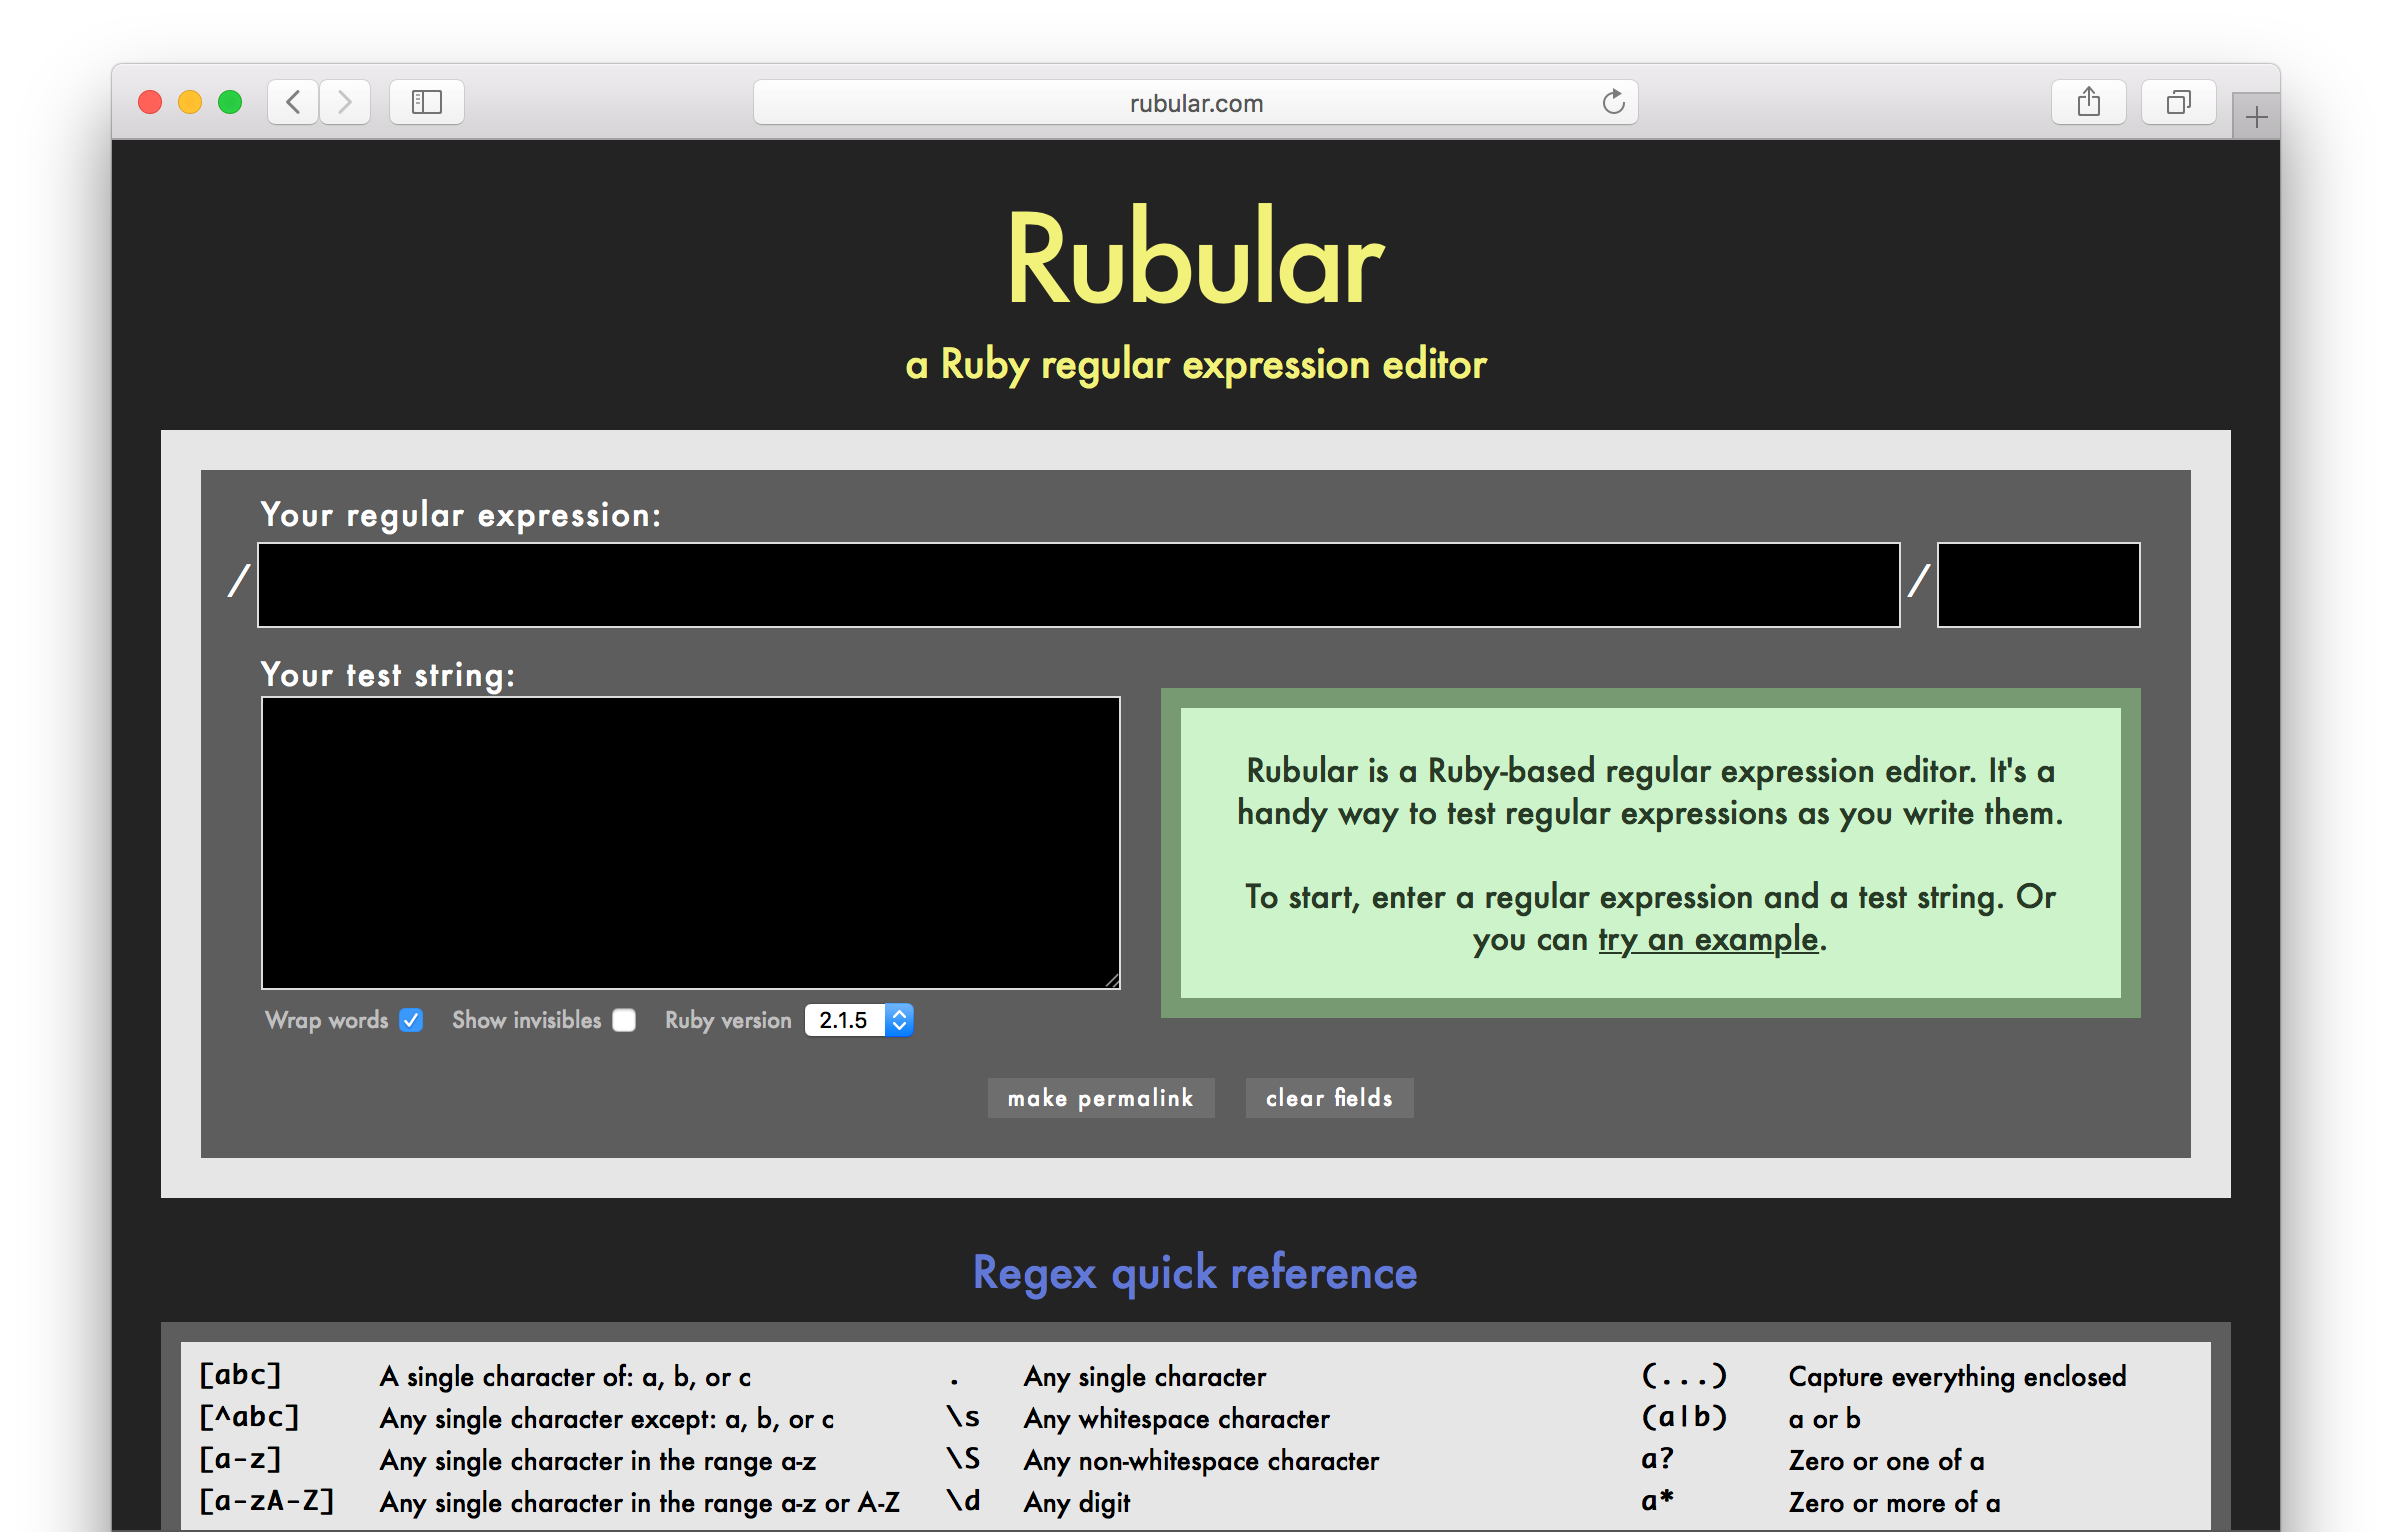 rubular.com
Rubular
a Ruby regular expression editor
Your regular expression:
/ /
Your test string:
Rubular is a Ruby-based regular expression editor. It's a
handy way to test regular expressions as you write them.
To start, enter a regular expression and a test string. Or
you can try an example.
Wrap words Show invisibles Ruby version 2.1.5
make permalink clear fields
Regex quick reference
[abc] A single character of: a, b, or c . Any single character (...) Capture everything enclosed
[^abc] Any single character except: a, b, or c \s Any whitespace character (a|b) a or b
[a-z] Any single character in the range a-z \S Any non-whitespace character a? Zero or one of a
[a-zA-Z] Any single character in the range a-z or A-Z \d Any digit a* Zero or more of a